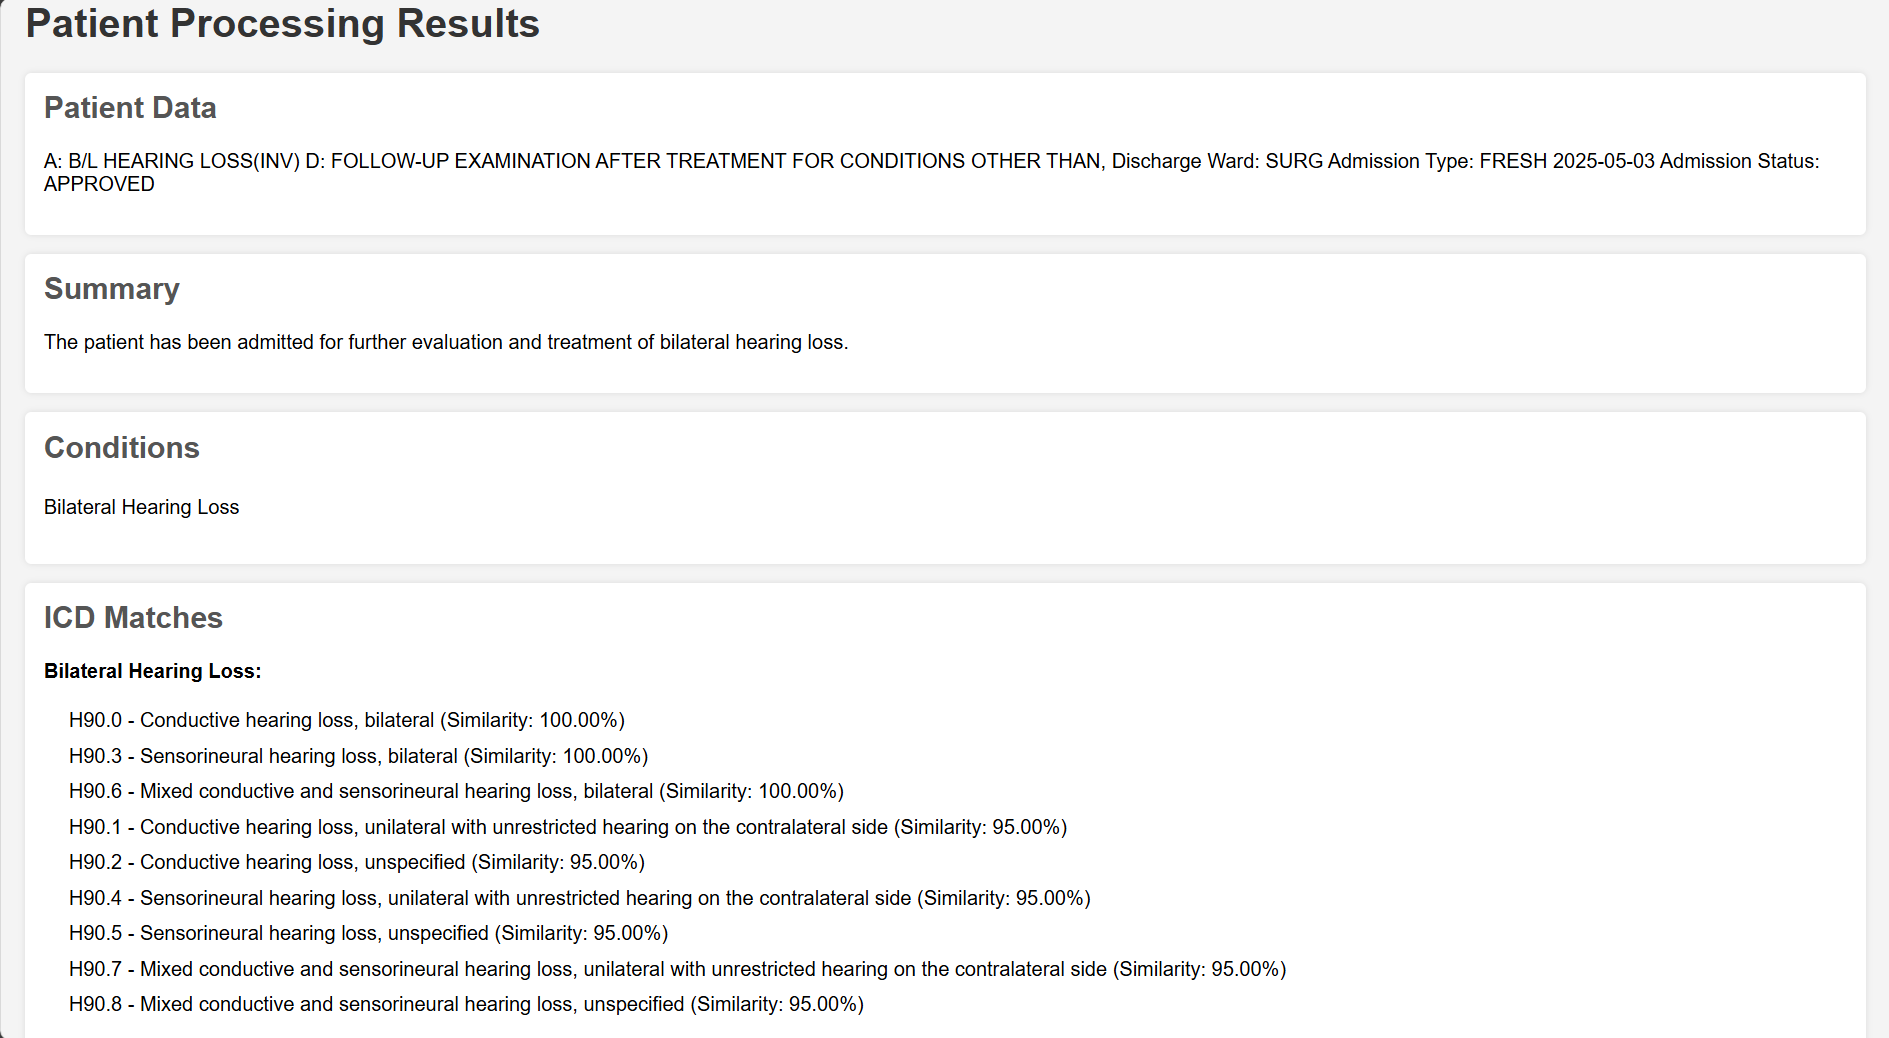 Patient Processing Results
Patient Data
A: B/L HEARING LOSS(INV) D: FOLLOW-UP EXAMINATION AFTER TREATMENT FOR CONDITIONS OTHER THAN, Discharge Ward: SURG Admission Type: FRESH 2025-05-03 Admission Status:
APPROVED
Summary
The patient has been admitted for further evaluation and treatment of bilateral hearing loss.
Conditions
Bilateral Hearing Loss
ICD Matches
Bilateral Hearing Loss:
H90.0 - Conductive hearing loss, bilateral (Similarity: 100.00%)
H90.3 - Sensorineural hearing loss, bilateral (Similarity: 100.00%)
H90.6 - Mixed conductive and sensorineural hearing loss, bilateral (Similarity: 100.00%)
H90.1 - Conductive hearing loss, unilateral with unrestricted hearing on the contralateral side (Similarity: 95.00%)
H90.2 - Conductive hearing loss, unspecified (Similarity: 95.00%)
H90.4 - Sensorineural hearing loss, unilateral with unrestricted hearing on the contralateral side (Similarity: 95.00%)
H90.5 - Sensorineural hearing loss, unspecified (Similarity: 95.00%)
H90.7 - Mixed conductive and sensorineural hearing loss, unilateral with unrestricted hearing on the contralateral side (Similarity: 95.00%)
H90.8 - Mixed conductive and sensorineural hearing loss, unspecified (Similarity: 95.00%)